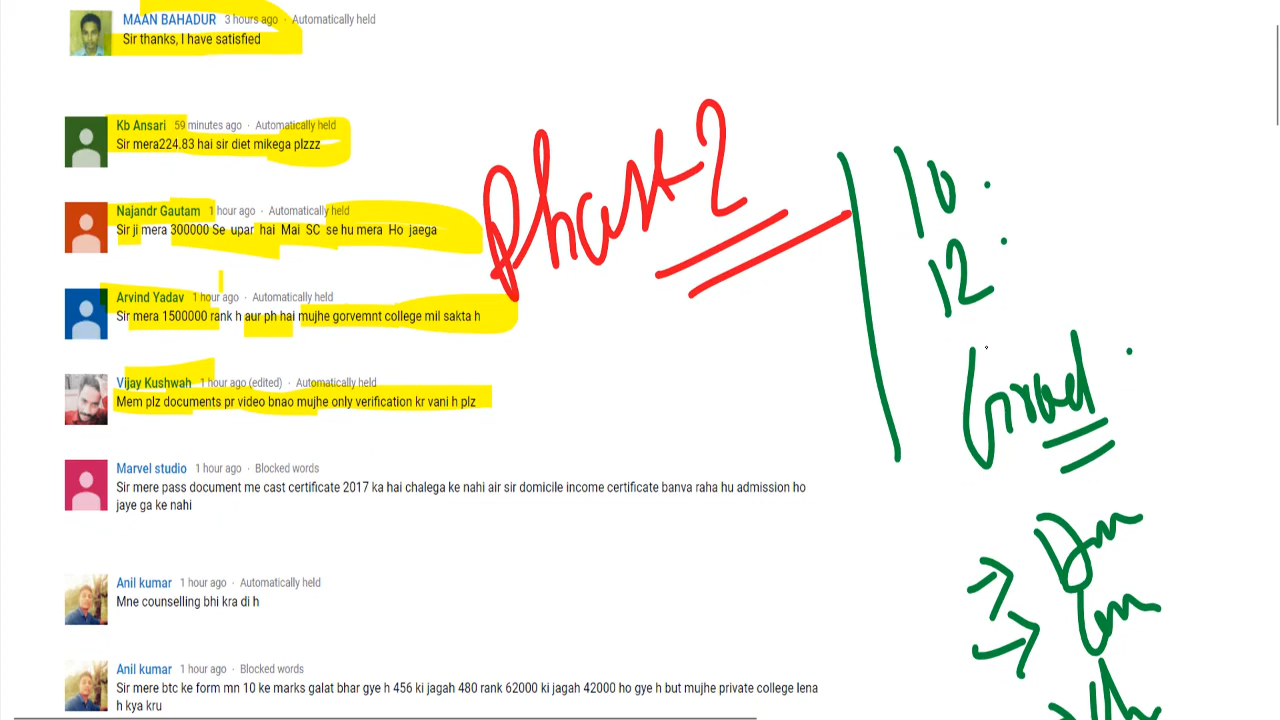 MAAN BAHADUR 3 hours ago · Automatically held
Sir thanks, I have satisfied
Kb Ansari 59 minutes ago · Automatically held
Sir mera224.83 hai sir diet mikega plzzz
Najandr Gautam 1 hour ago · Automatically held
Sir ji mera 300000 Se upar hai Mai SC se hu mera Ho jaega
Arvind Yadav 1 hour ago · Automatically held
Sir mera 1500000 rank h aur ph hai mujhe gorvemnt college mil sakta h
Vijay Kushwah 1 hour ago (edited) · Automatically held
Mem plz documents pr video bnao mujhe only verification kr vani h plz
Marvel studio 1 hour ago · Blocked words
Sir mere pass document me cast certificate 2017 ka hai chalega ke nahi air sir domicile income certificate banva raha hu admission ho
jaye ga ke nahi
Anil kumar 1 hour ago · Automatically held
Mne counselling bhi kra di h
Anil kumar 1 hour ago · Blocked words
Sir mere btc ke form mn 10 ke marks galat bhar gye h 456 ki jagah 480 rank 62000 ki jagah 42000 ho gye h but mujhe private college lena
h kya kru
Phase 2
10
12
Grad